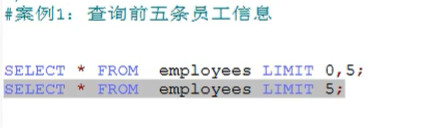 #案例1：查询前五条员工信息
SELECT * FROM  employees LIMIT 0,5;
SELECT * FROM  employees LIMIT 5;